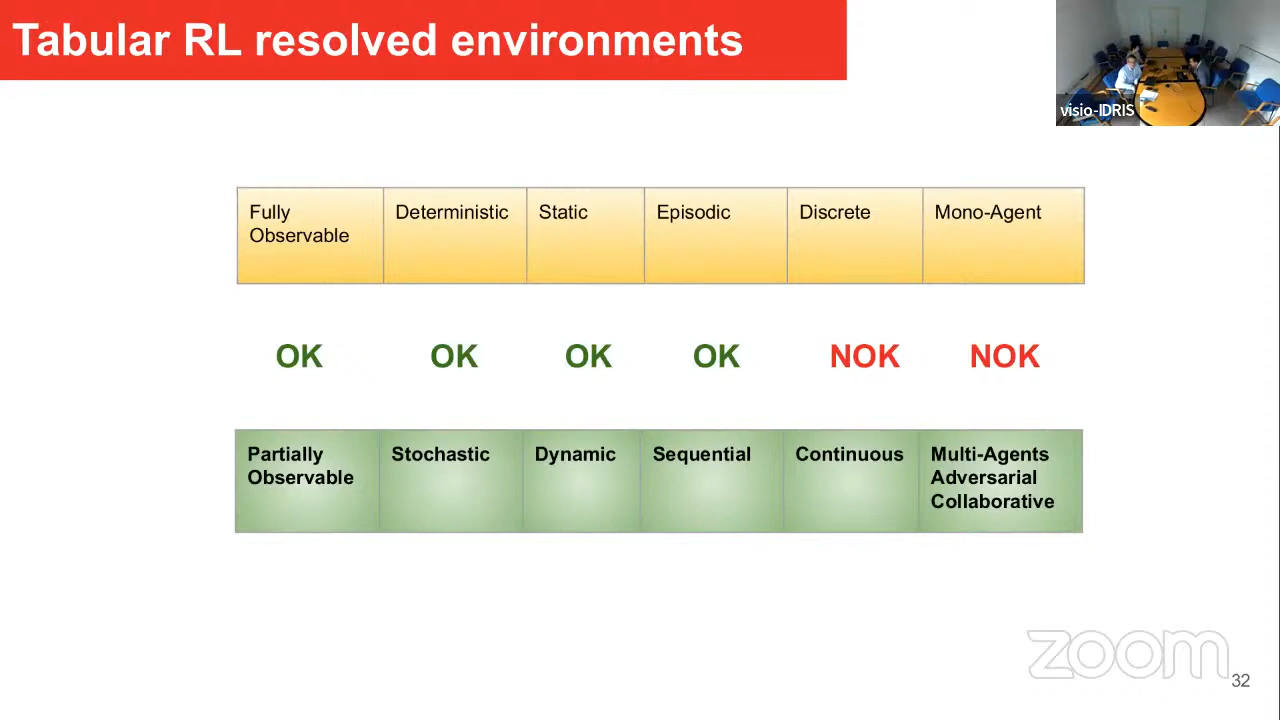 Tabular RL resolved environments
visio-IDRIS
Fully
Observable
Deterministic
Static
Episodic
Discrete
Mono-Agent
OK
OK
OK
OK
NOK
NOK
Partially
Observable
Stochastic
Dynamic
Sequential
Continuous
Multi-Agents
Adversarial
Collaborative
zoom
32